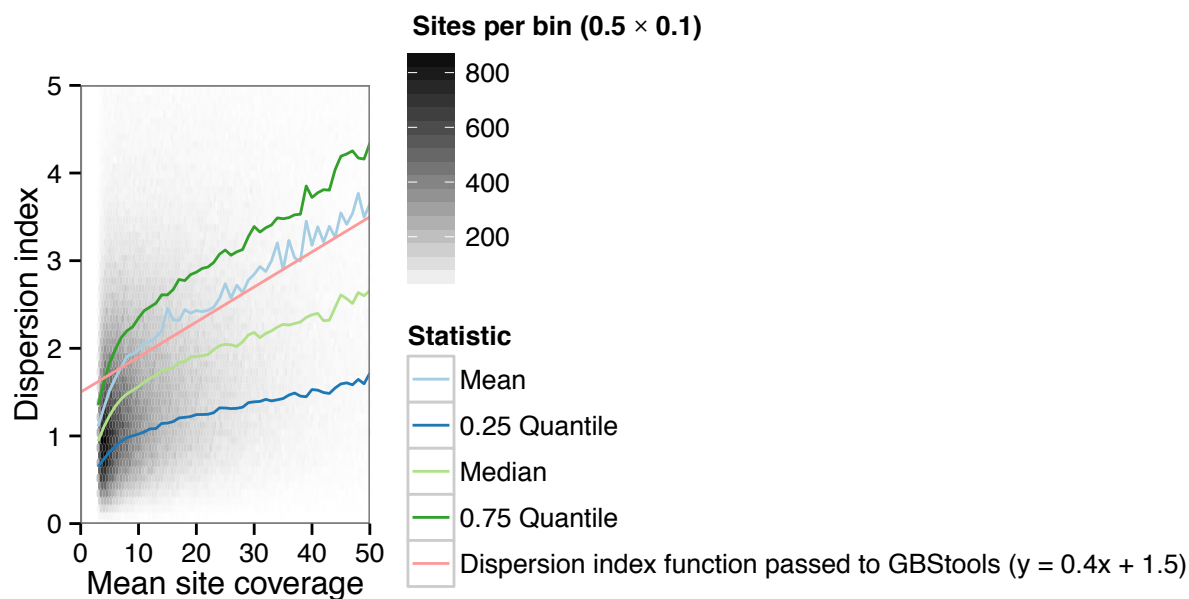 Sites per bin (0.5 × 0.1)
800
600
400
200
5
4
3
2
1
0
Dispersion index
0 10 20 30 40 50
Mean site coverage
Statistic
Mean
0.25 Quantile
Median
0.75 Quantile
Dispersion index function passed to GBStools (y = 0.4x + 1.5)